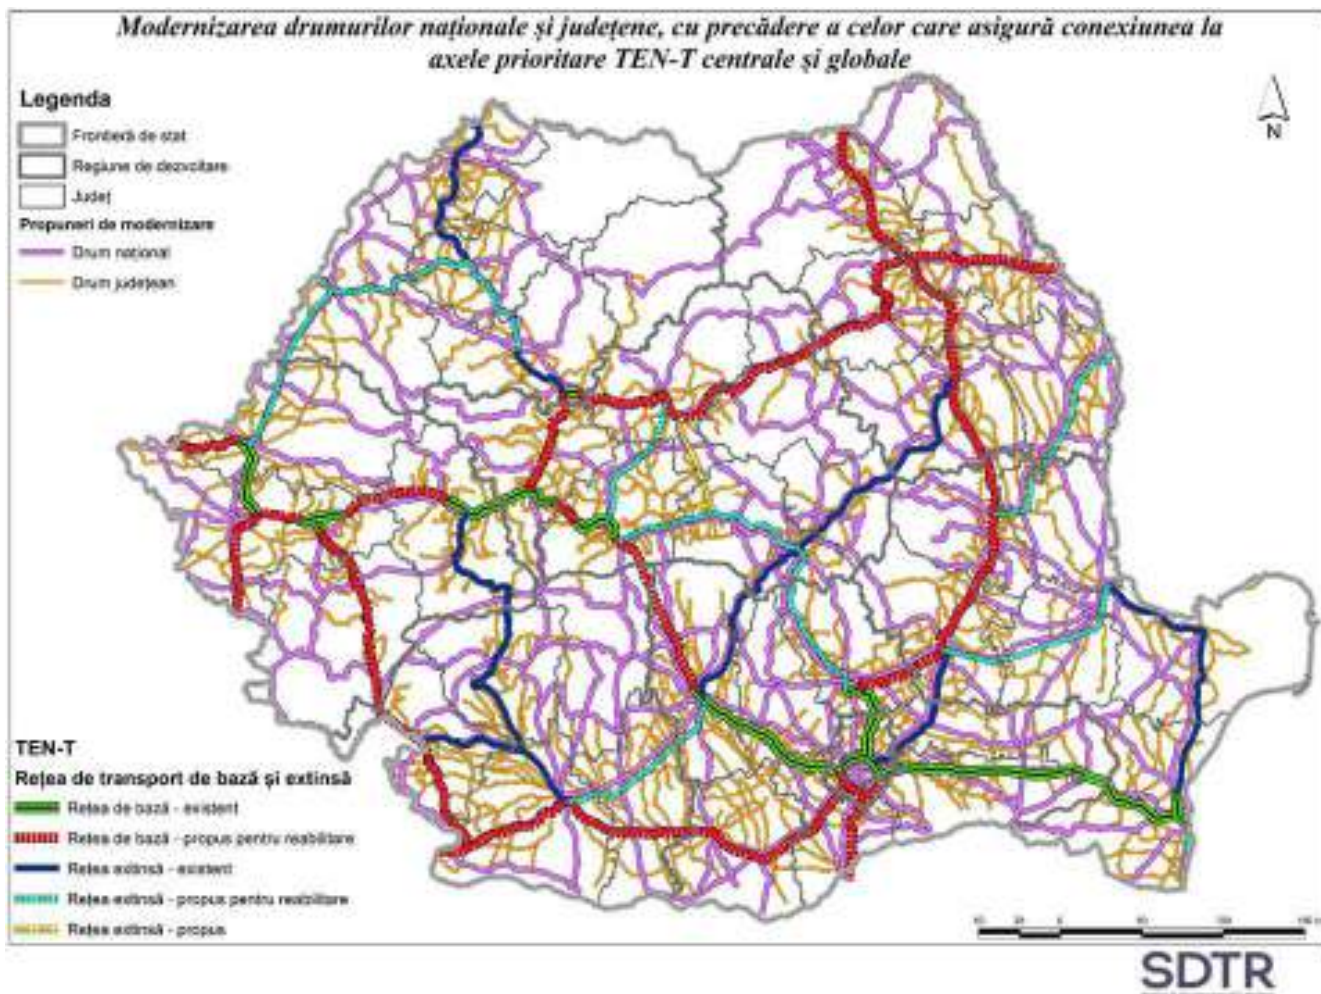 Modernizarea drumurilor naționale și județene, cu precădere a celor care asigură conexiunea la
axele prioritare TEN-T centrale și globale
Legenda
Frontieră de stat
Regiune de dezvoltare
Județ
Propuneri de modernizare
Drum național
Drum județean
N
TEN-T
Rețea de transport de bază și extinsă
Rețea de bază - existent
Rețea de bază - propus pentru reabilitare
Rețea extinsă - existent
Rețea extinsă - propus pentru reabilitare
Rețea extinsă - propus
SDTR